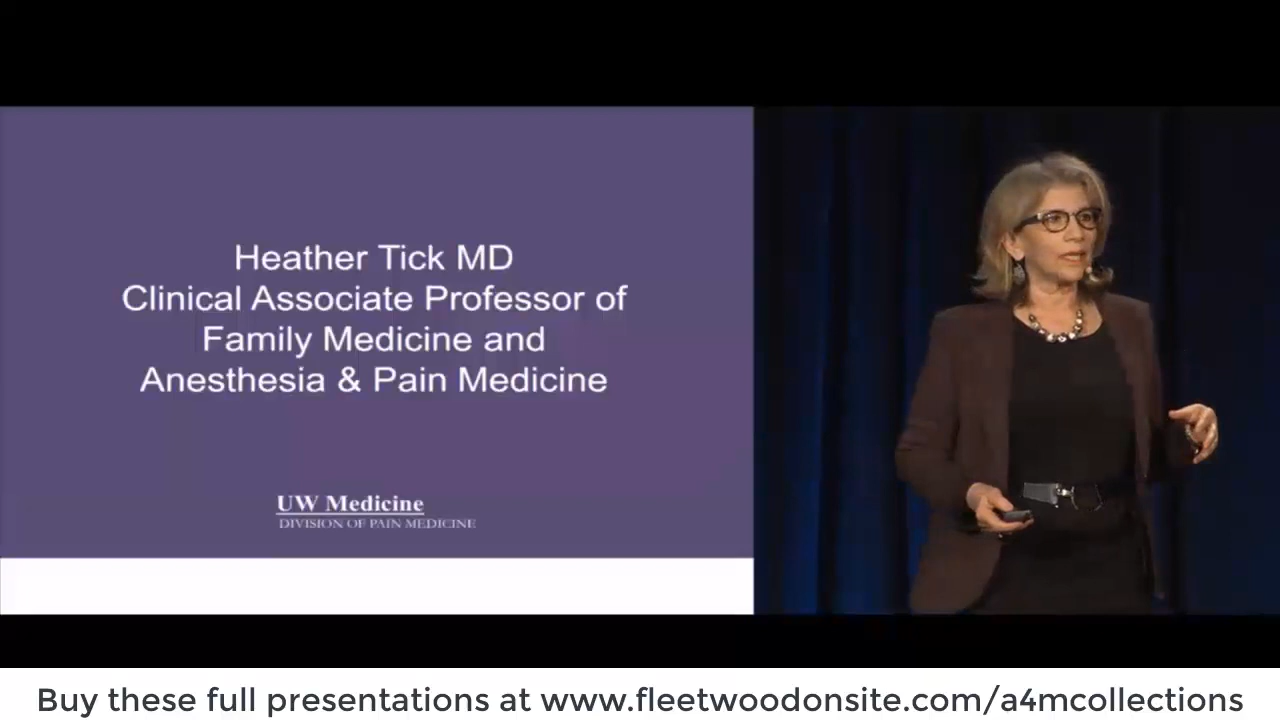 Heather Tick MD
Clinical Associate Professor of
Family Medicine and
Anesthesia & Pain Medicine
UW Medicine
DIVISION OF PAIN MEDICINE
Buy these full presentations at www.fleetwoodonsite.com/a4mcollections